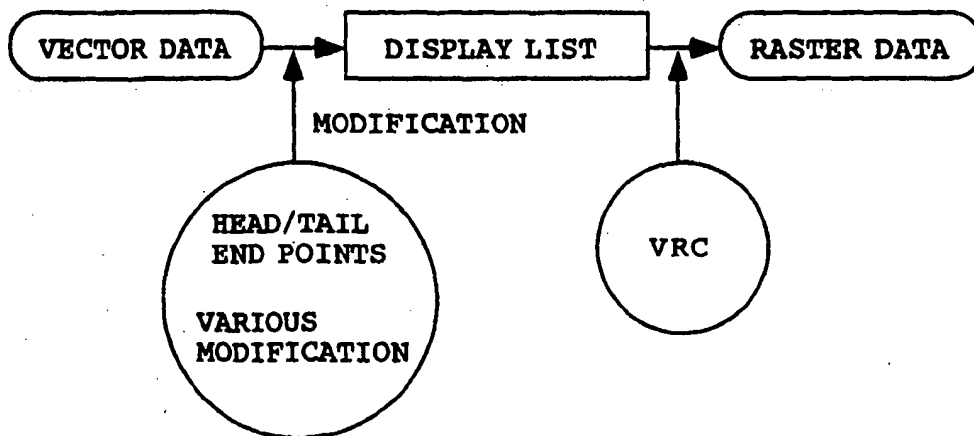 VECTOR DATA
DISPLAY LIST
RASTER DATA
MODIFICATION
HEAD/TAIL
END POINTS
VARIOUS
MODIFICATION
VRC